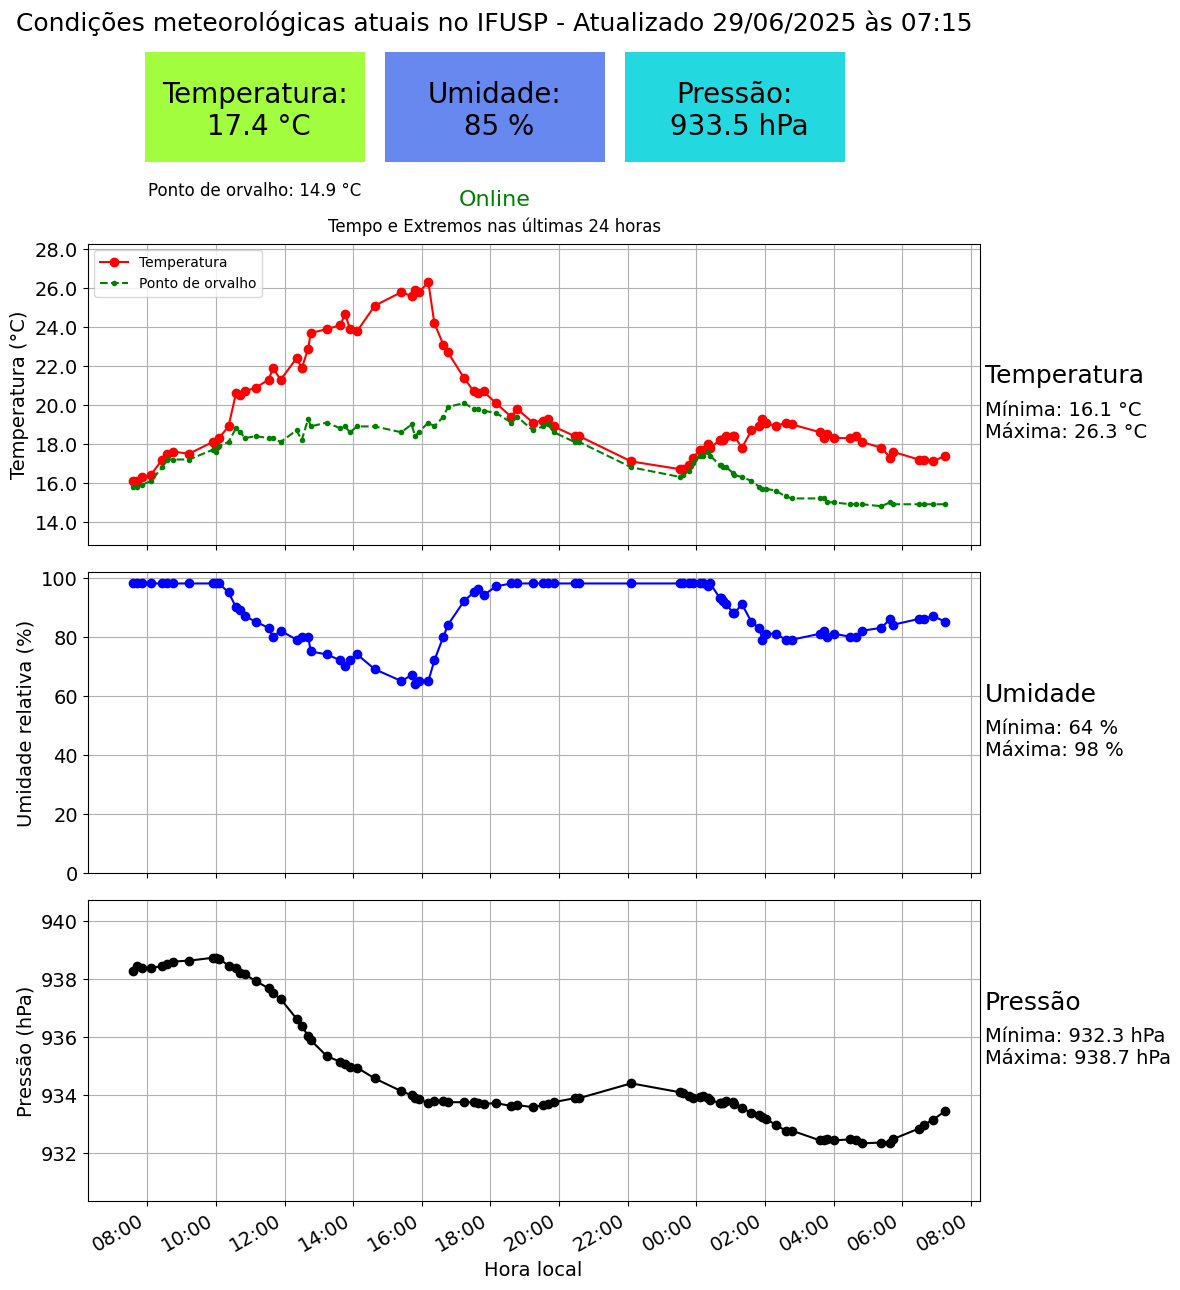 Condições meteorológicas atuais no IFUSP - Atualizado 29/06/2025 às 07:15
Temperatura:
17.4 °C
Umidade:
85 %
Pressão:
933.5 hPa
Ponto de orvalho: 14.9 °C
Online
Tempo e Extremos nas últimas 24 horas
Temperatura (°C)
28.0
26.0
24.0
22.0
20.0
18.0
16.0
14.0
Temperatura
Ponto de orvalho
Temperatura
Mínima: 16.1 °C
Máxima: 26.3 °C
Umidade relativa (%)
100
80
60
40
20
0
Umidade
Mínima: 64 %
Máxima: 98 %
Pressão (hPa)
940
938
936
934
932
Pressão
Mínima: 932.3 hPa
Máxima: 938.7 hPa
08:00
10:00
12:00
14:00
16:00
18:00
20:00
22:00
00:00
02:00
04:00
06:00
08:00
Hora local